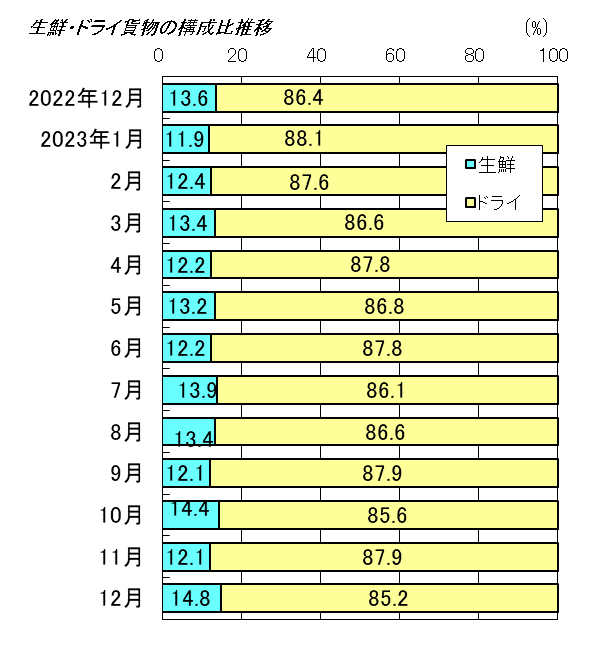 生鮮・ドライ貨物の構成比推移 (%)
0 20 40 60 80 100
2022年12月 13.6 86.4
2023年1月 11.9 88.1
生鮮
2月 12.4 87.6
ドライ
3月 13.4 86.6
4月 12.2 87.8
5月 13.2 86.8
6月 12.2 87.8
7月 13.9 86.1
8月 13.4 86.6
9月 12.1 87.9
10月 14.4 85.6
11月 12.1 87.9
12月 14.8 85.2